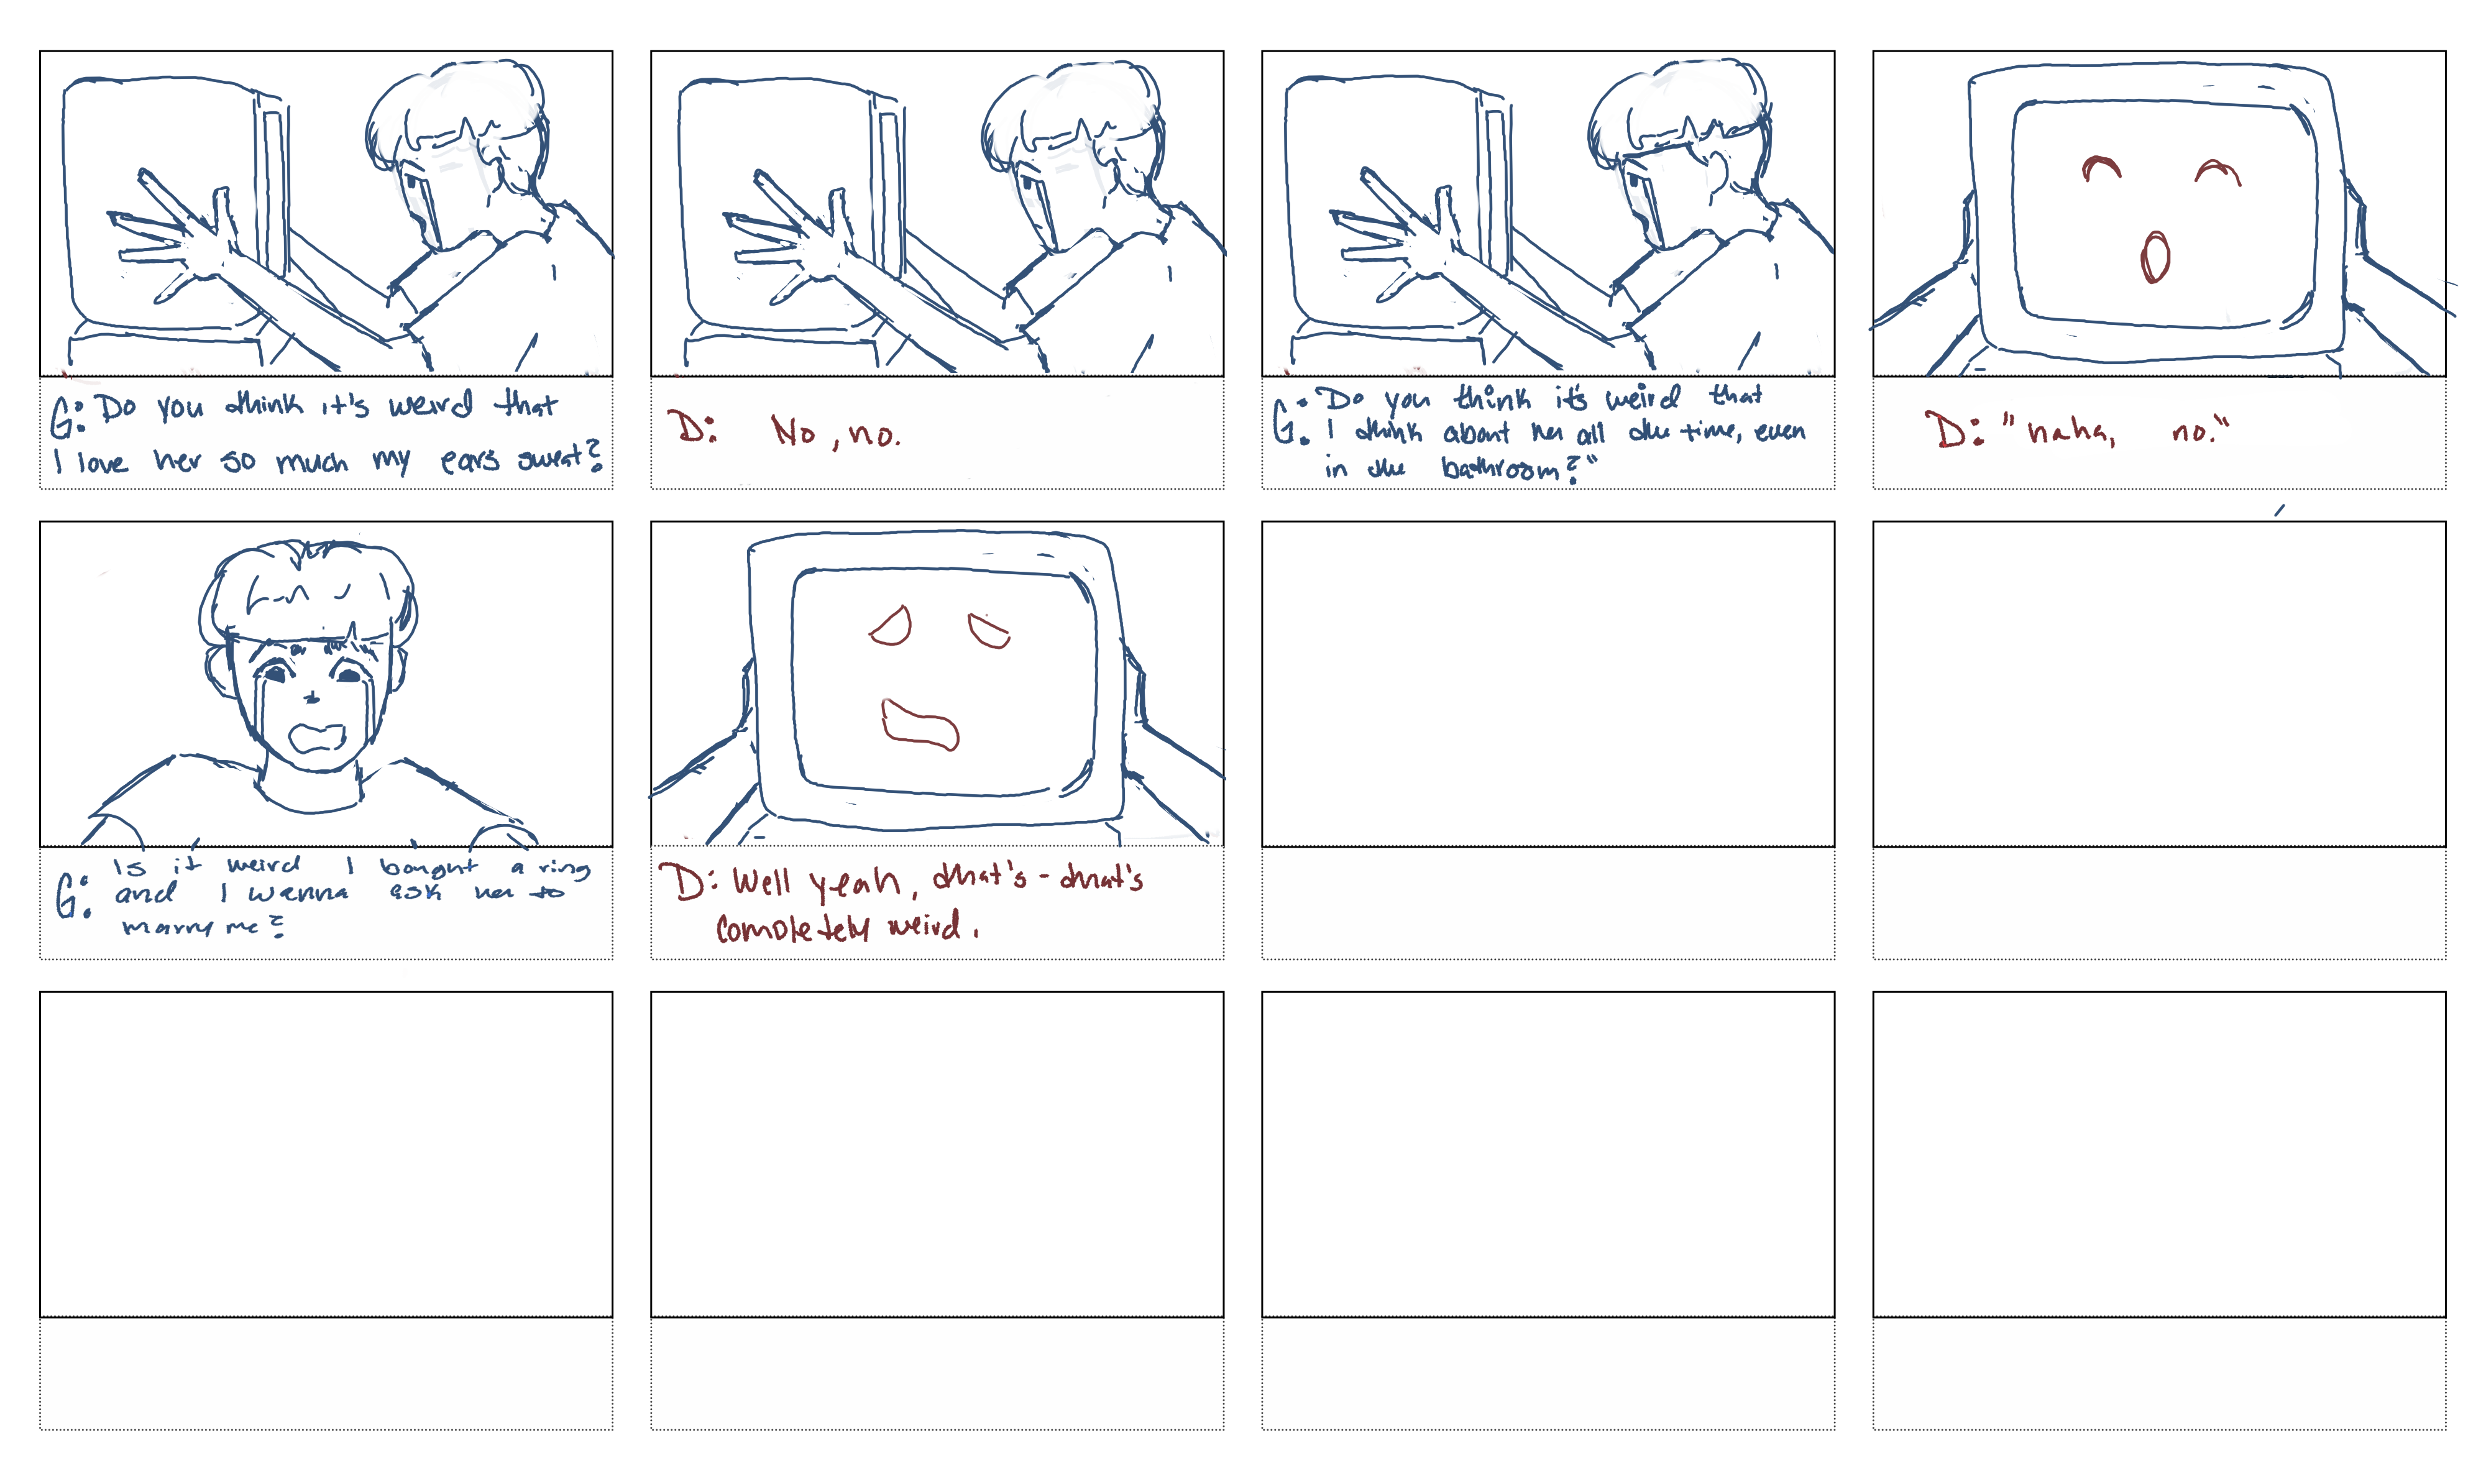 G: Do you think it's weird that
I love her so much my ears sweat?
D: No, no.
G: "Do you think it's weird that
I think about her all the time, even
in the bathroom?"
D: "haha, no."
G: Is it weird I bought a ring
and I wanna ask her to
marry me?
D: Well yeah, that's - that's
completely weird.